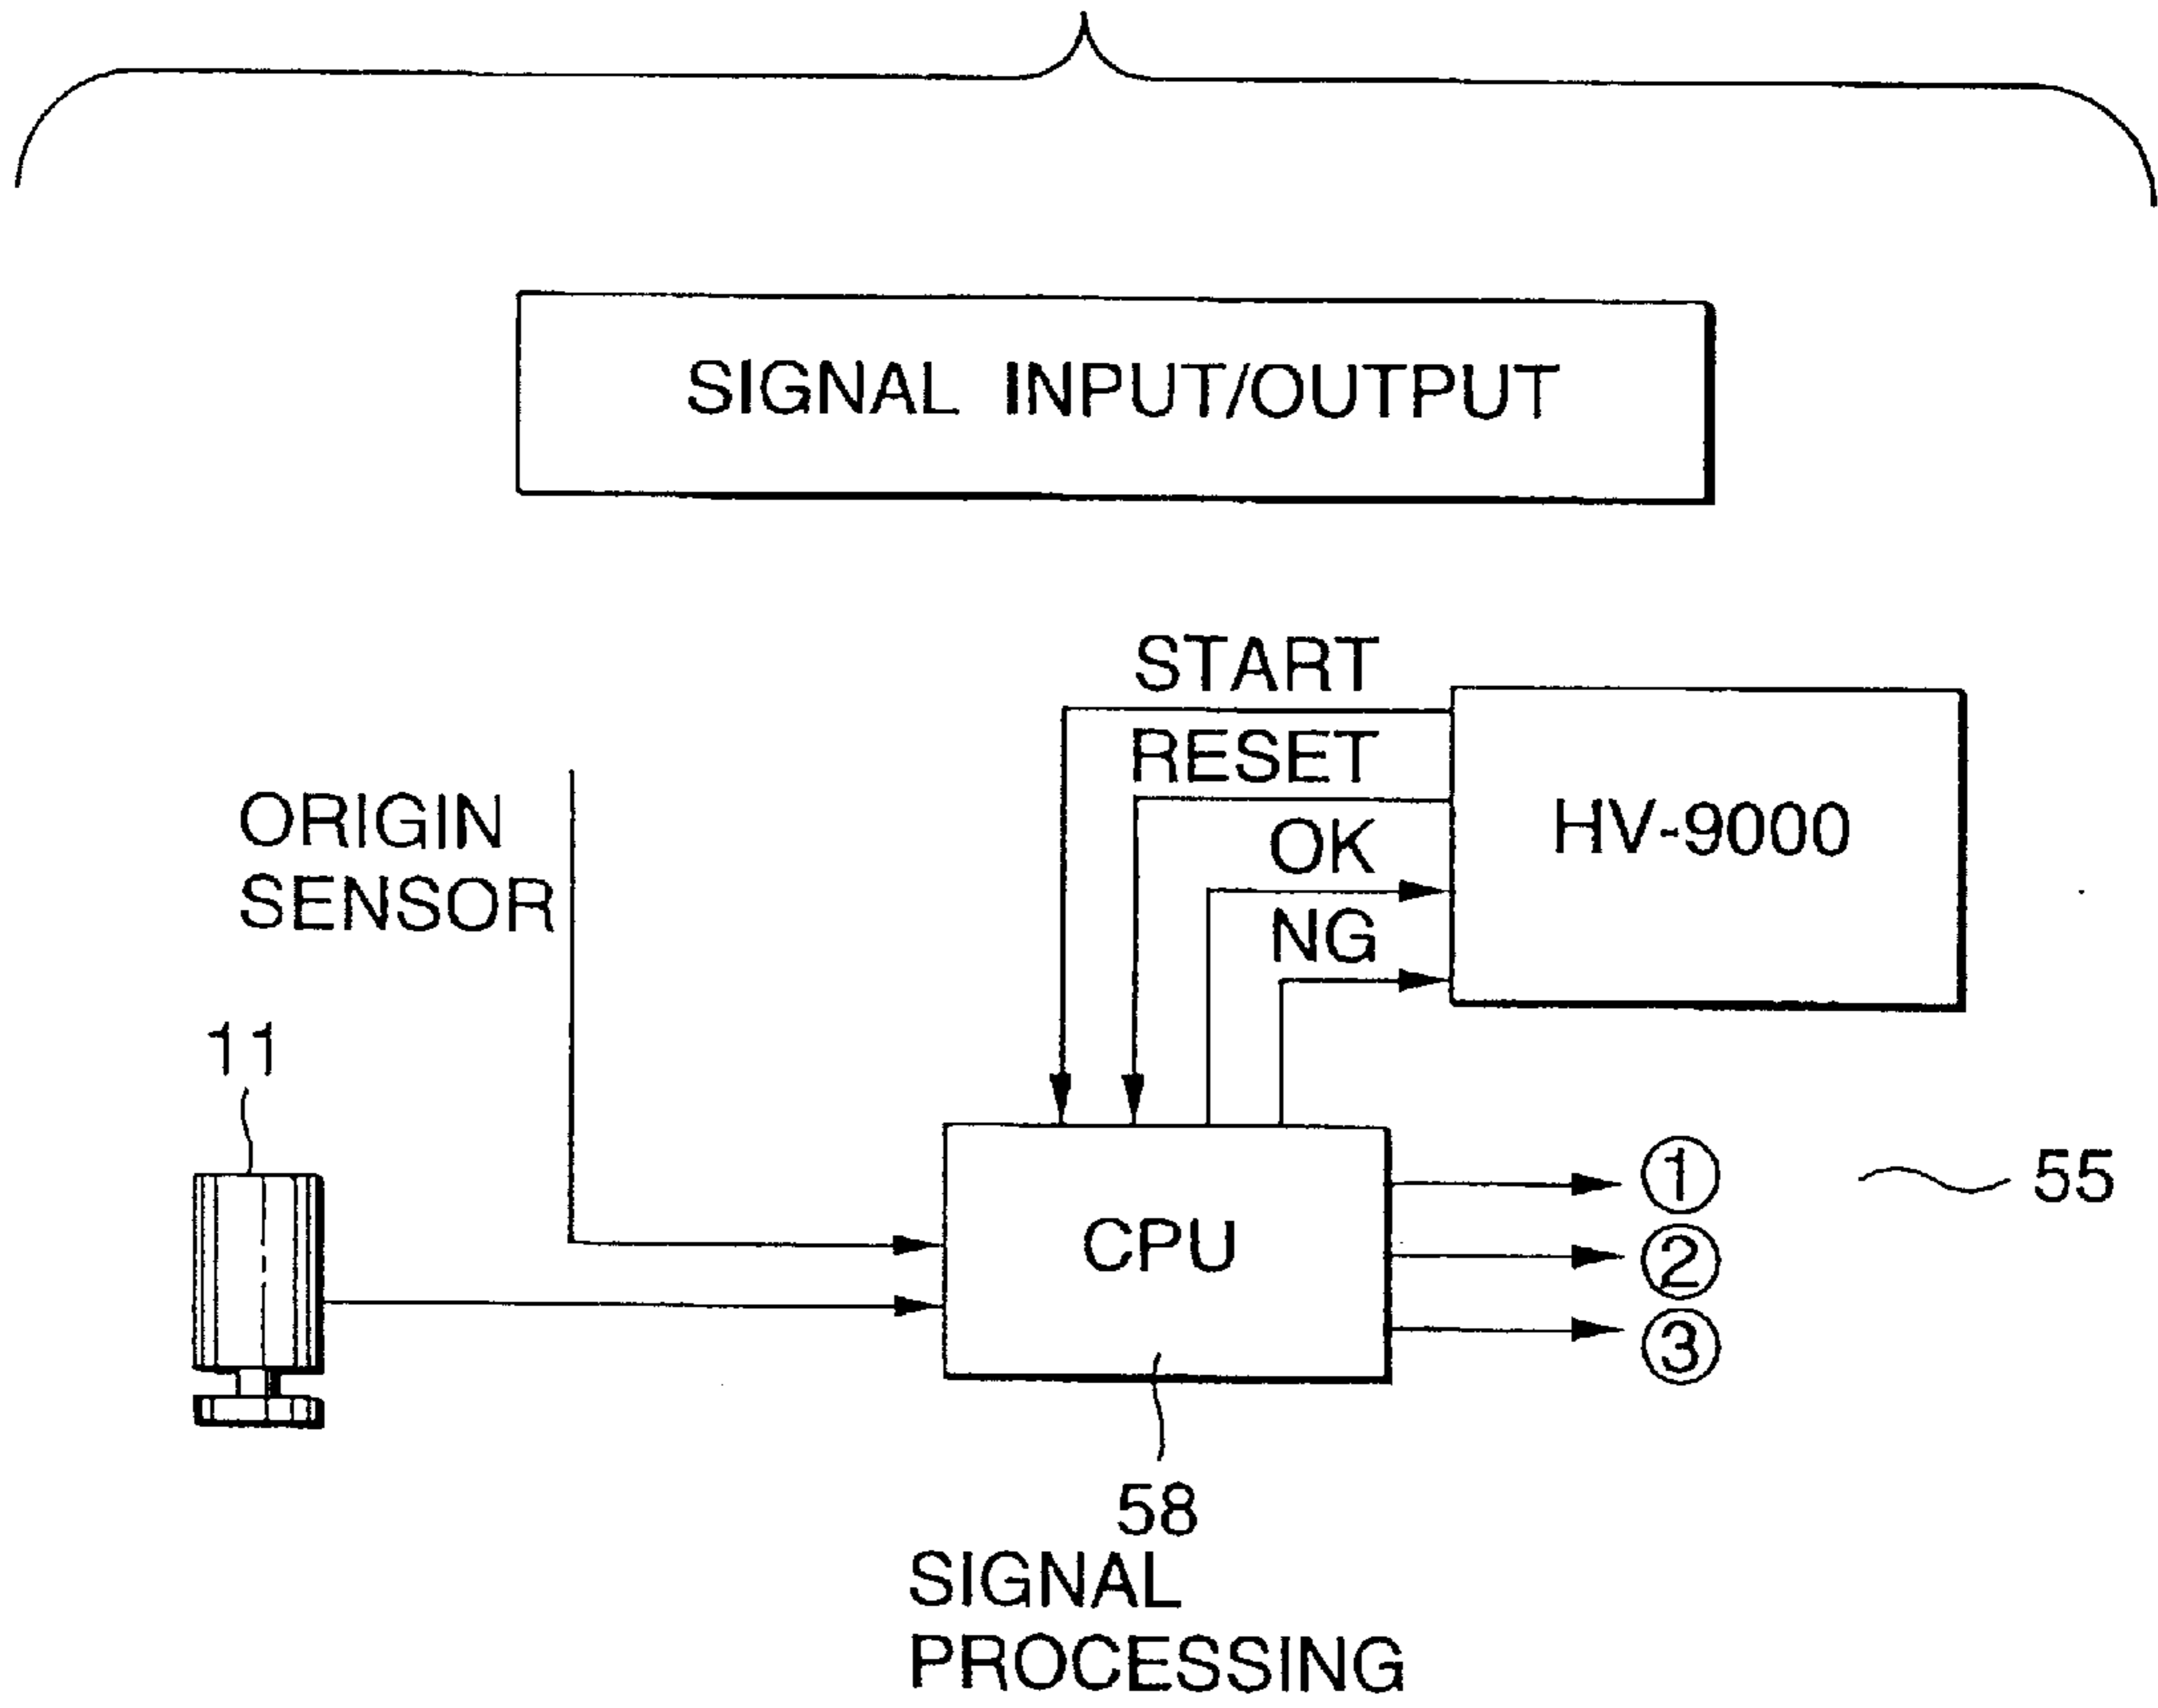 SIGNAL INPUT/OUTPUT
START
RESET
OK
NG
HV-9000
ORIGIN
SENSOR
11
CPU
①
②
③
55
58
SIGNAL
PROCESSING